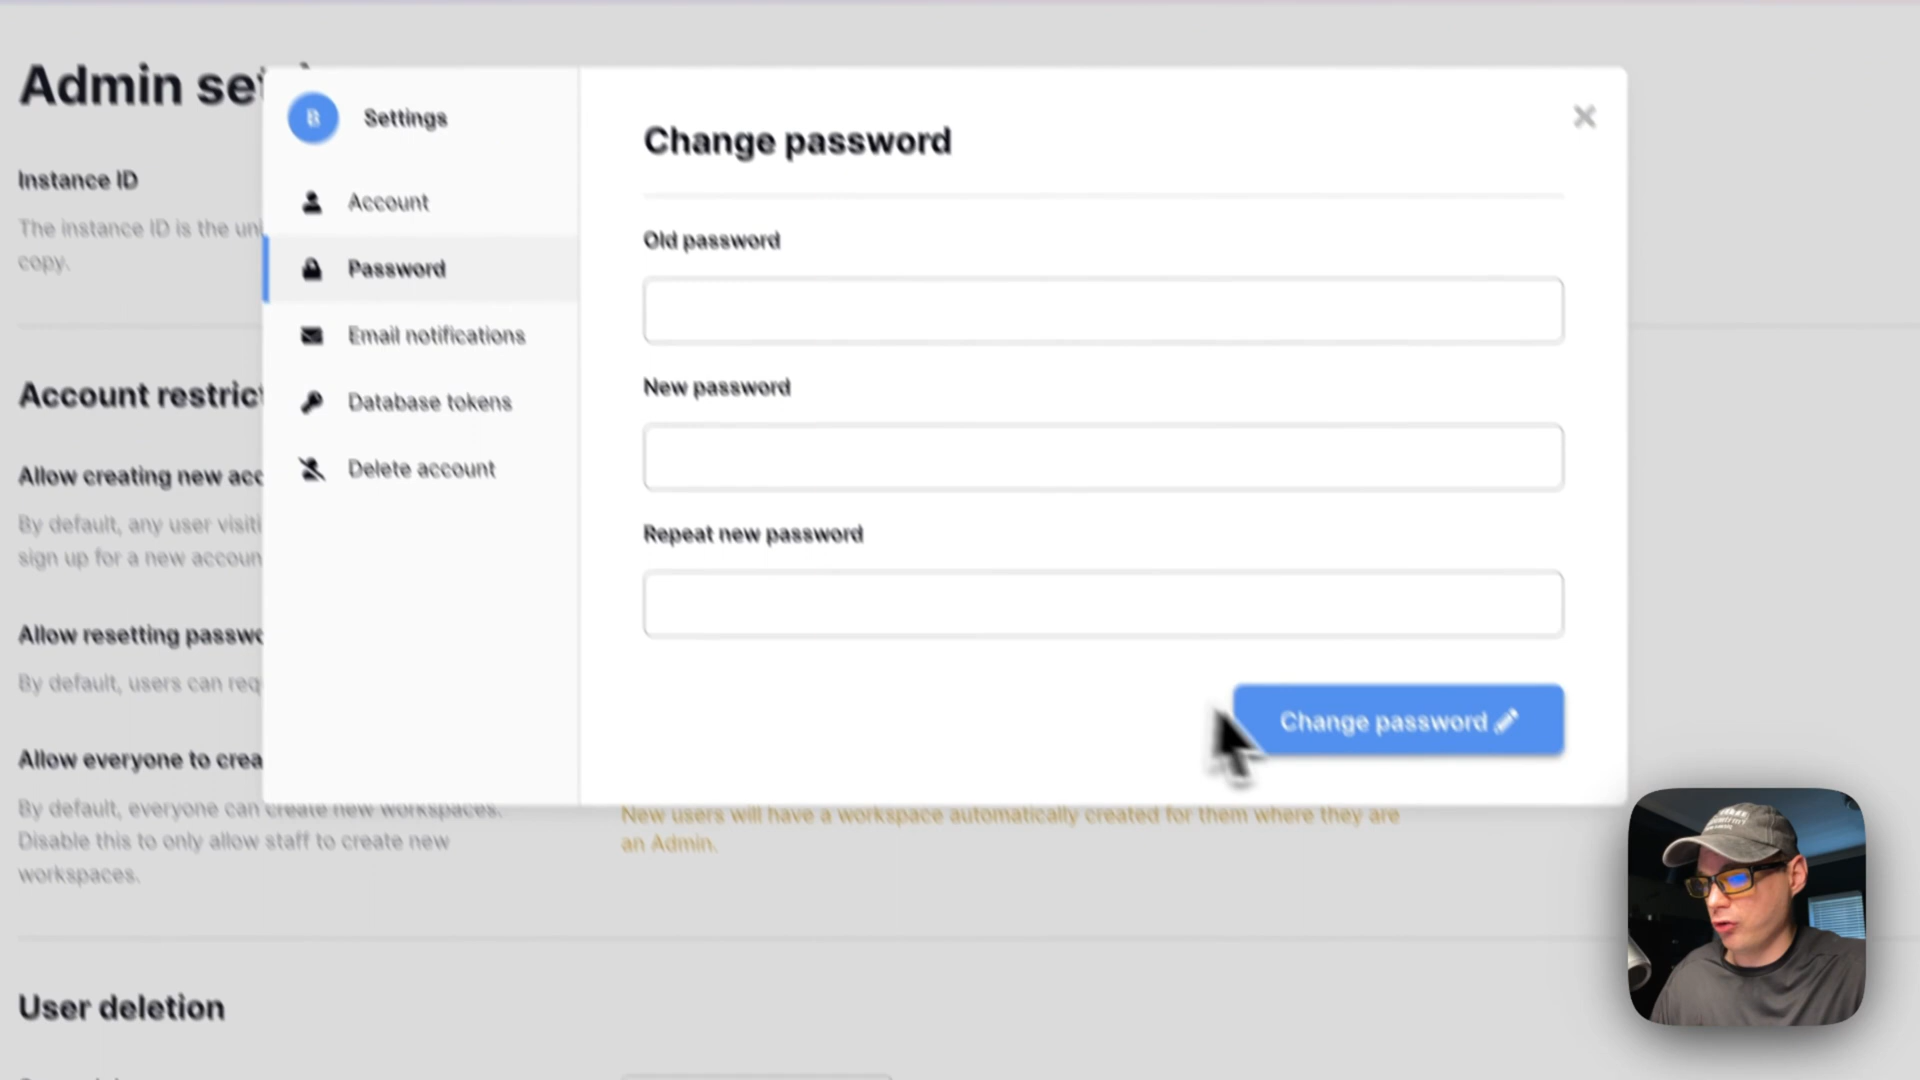 Admin set
Instance ID
The instance ID is the uni
copy.
Account restrict
Allow creating new acc
By default, any user visiti
sign up for a new accoun
Allow resetting passwo
By default, users can req
Allow everyone to crea
By default, everyone can create new workspaces.
Disable this to only allow staff to create new
workspaces.
New users will have a workspace automatically created for them where they are
an Admin.
User deletion
B
Settings
Account
Password
Email notifications
Database tokens
Delete account
Change password
Old password
New password
Repeat new password
Change password